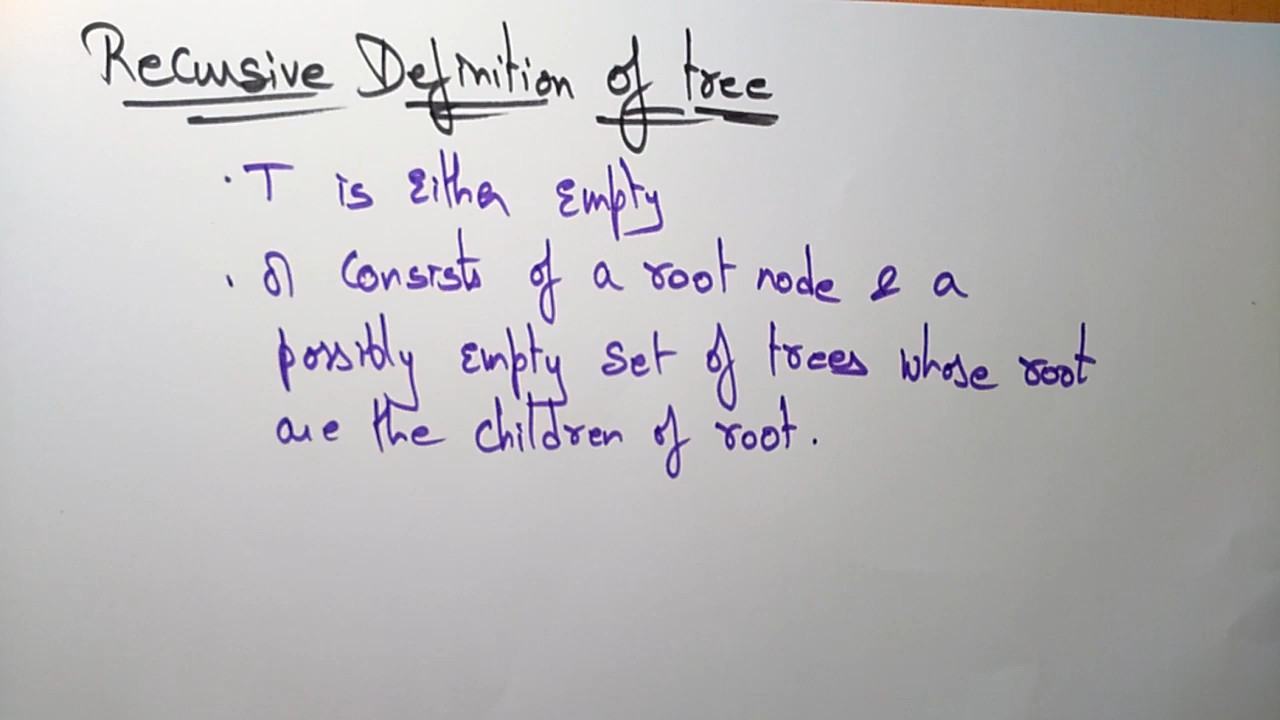 Recursive Definition of tree
· T is Either Empty
· or Consists of a root node & a
possibly Empty Set of trees whose root
are the children of root.